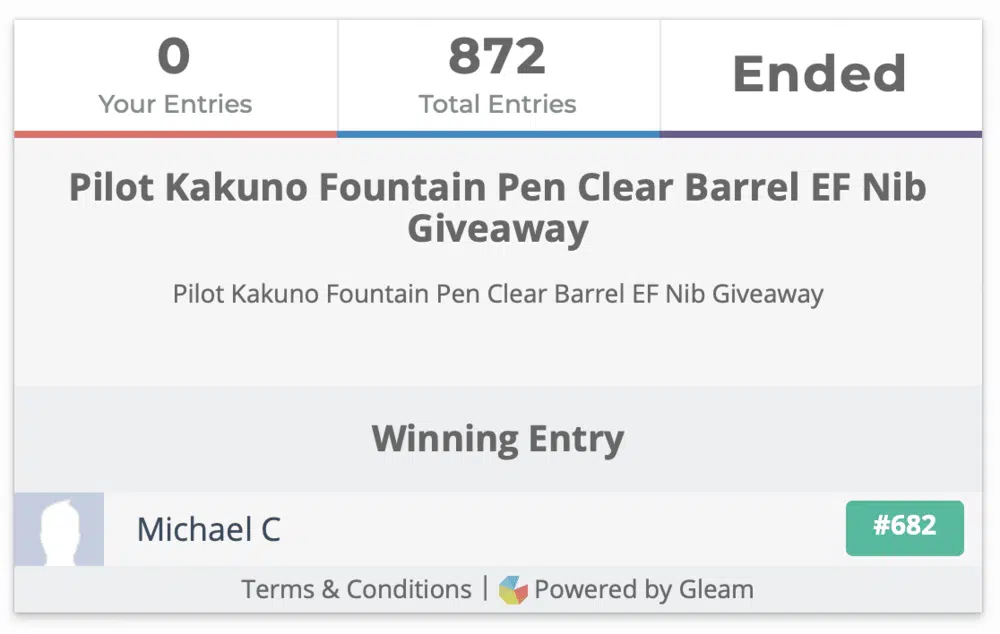 0
Your Entries
872
Total Entries
Ended
Pilot Kakuno Fountain Pen Clear Barrel EF Nib
Giveaway
Pilot Kakuno Fountain Pen Clear Barrel EF Nib Giveaway
Winning Entry
Michael C
#682
Terms & Conditions | Powered by Gleam